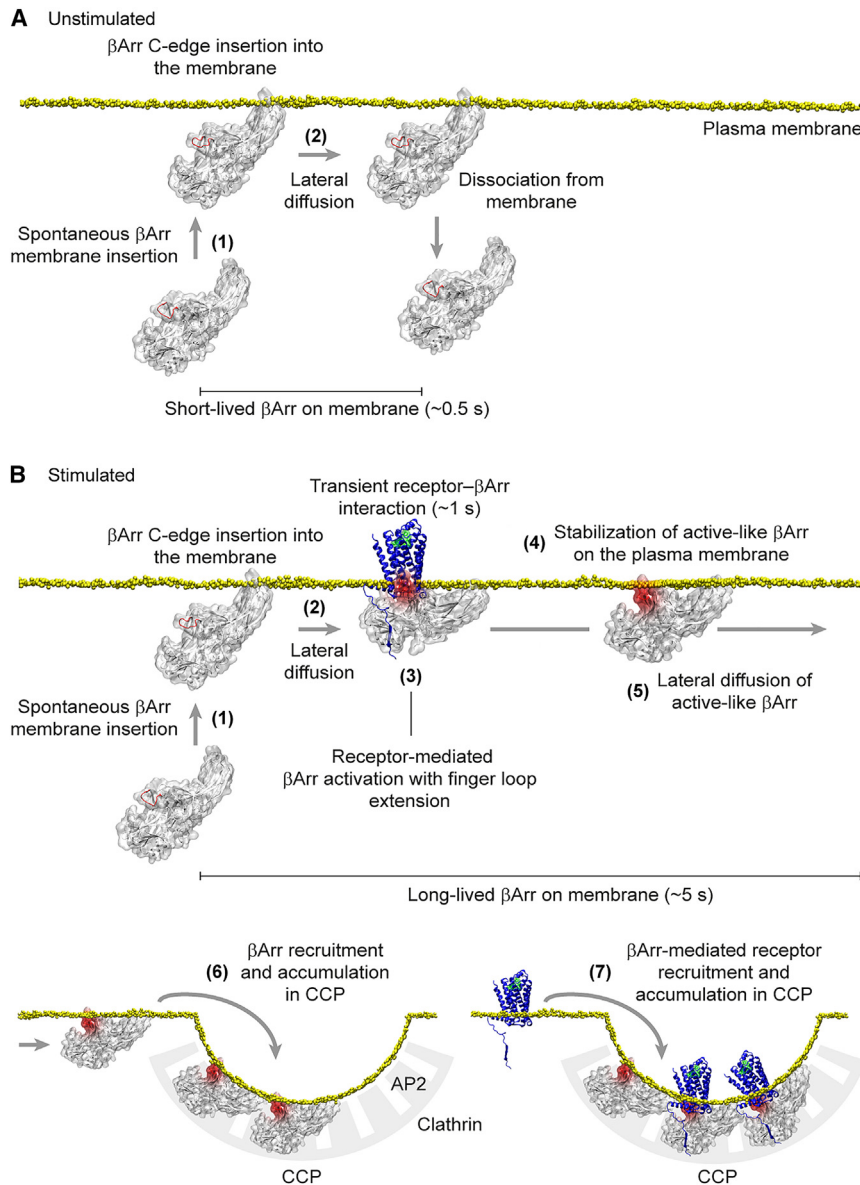 A Unstimulated
βArr C-edge insertion into
the membrane
Plasma membrane
(2)
Lateral
diffusion
Dissociation from
membrane
Spontaneous βArr
membrane insertion
(1)
Short-lived βArr on membrane (~0.5 s)
B Stimulated
Transient receptor–βArr
interaction (~1 s)
βArr C-edge insertion into
the membrane
(4) Stabilization of active-like βArr
on the plasma membrane
(2)
Lateral
diffusion
(3)
(5) Lateral diffusion of
active-like βArr
Spontaneous βArr
membrane insertion
(1)
Receptor-mediated
βArr activation with finger loop
extension
Long-lived βArr on membrane (~5 s)
(6) βArr recruitment
and accumulation
in CCP
AP2
Clathrin
CCP
(7) βArr-mediated receptor
recruitment and
accumulation in CCP
CCP